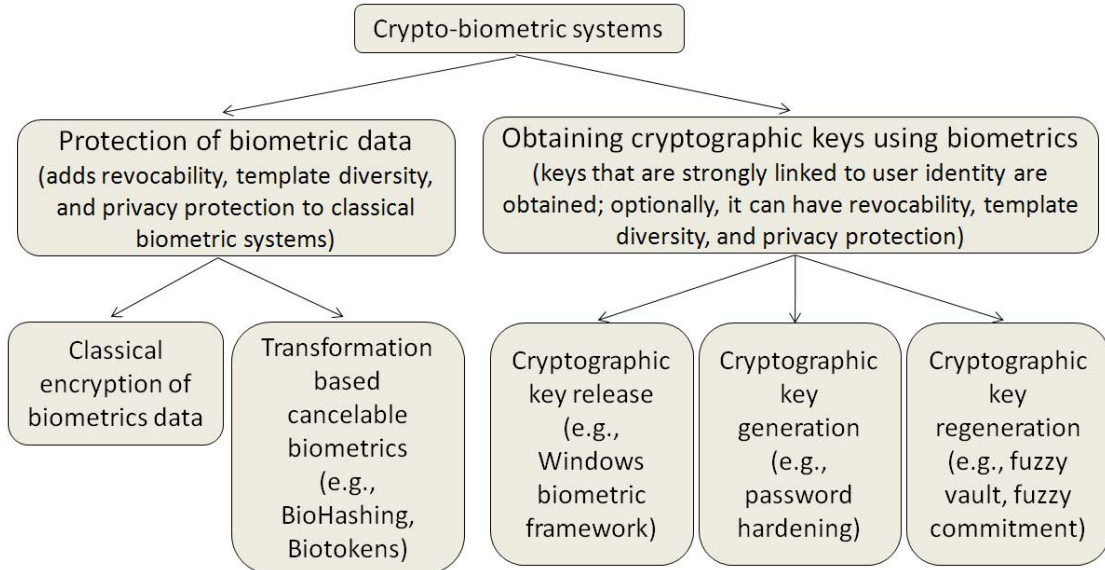 Crypto-biometric systems
Protection of biometric data
(adds revocability, template diversity,
and privacy protection to classical
biometric systems)
Obtaining cryptographic keys using biometrics
(keys that are strongly linked to user identity are
obtained; optionally, it can have revocability, template
diversity, and privacy protection)
Classical
encryption of
biometrics data
Transformation
based
cancelable
biometrics
(e.g.,
BioHashing,
Biotokens)
Cryptographic
key release
(e.g.,
Windows
biometric
framework)
Cryptographic
key
generation
(e.g.,
password
hardening)
Cryptographic
key
regeneration
(e.g., fuzzy
vault, fuzzy
commitment)